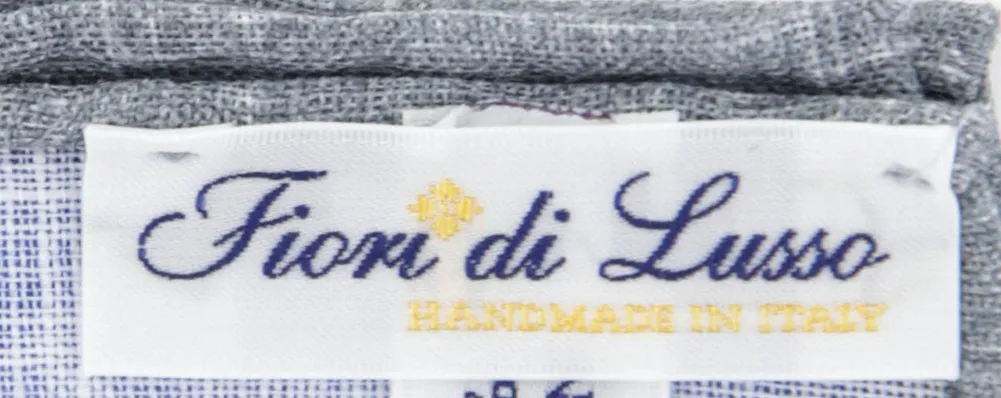 Fiori di Lusso
HANDMADE IN ITALY